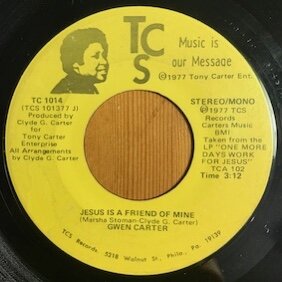 TCS
Music is
our Message
©1977 Tony Carter Ent.
TC 1014
(TCS 101377 J)
Produced by
Clyde G. Carter
for
Tony Carter
Enterprise
All Arrangements
by Clyde G. Carter
STEREO/MONO
℗1977 TCS
Records
Carters Music
BMI
Taken from the
LP "ONE MORE
DAYS WORK
FOR JESUS"
TCA 102
Time 3:12
JESUS IS A FRIEND OF MINE
(Marsha Stoman-Clyde G. Carter)
GWEN CARTER
TCS Records, 5218 Walnut St., Phila., Pa. 19139